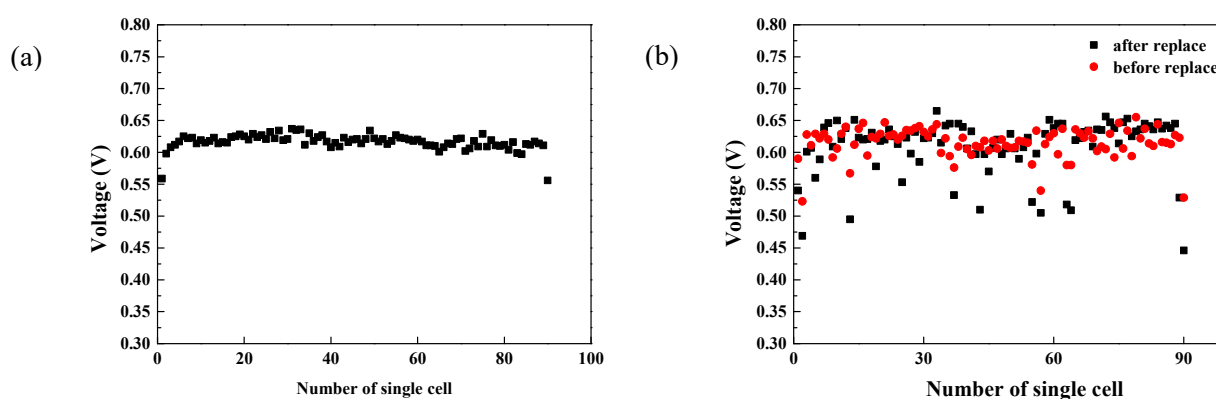 (a)
Voltage (V)
0.80
0.75
0.70
0.65
0.60
0.55
0.50
0.45
0.40
0.35
0.30
0 20 40 60 80 100
Number of single cell
(b)
Voltage (V)
0.80
0.75
0.70
0.65
0.60
0.55
0.50
0.45
0.40
0.35
0.30
after replace
before replace
0 30 60 90
Number of single cell